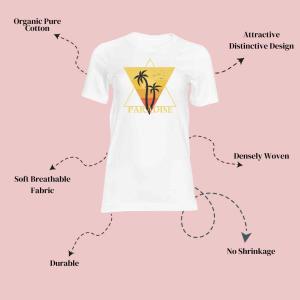 Organic Pure
Cotton
Attractive
Distinctive Design
PARADISE
Densely Woven
Soft Breathable
Fabric
No Shrinkage
Durable